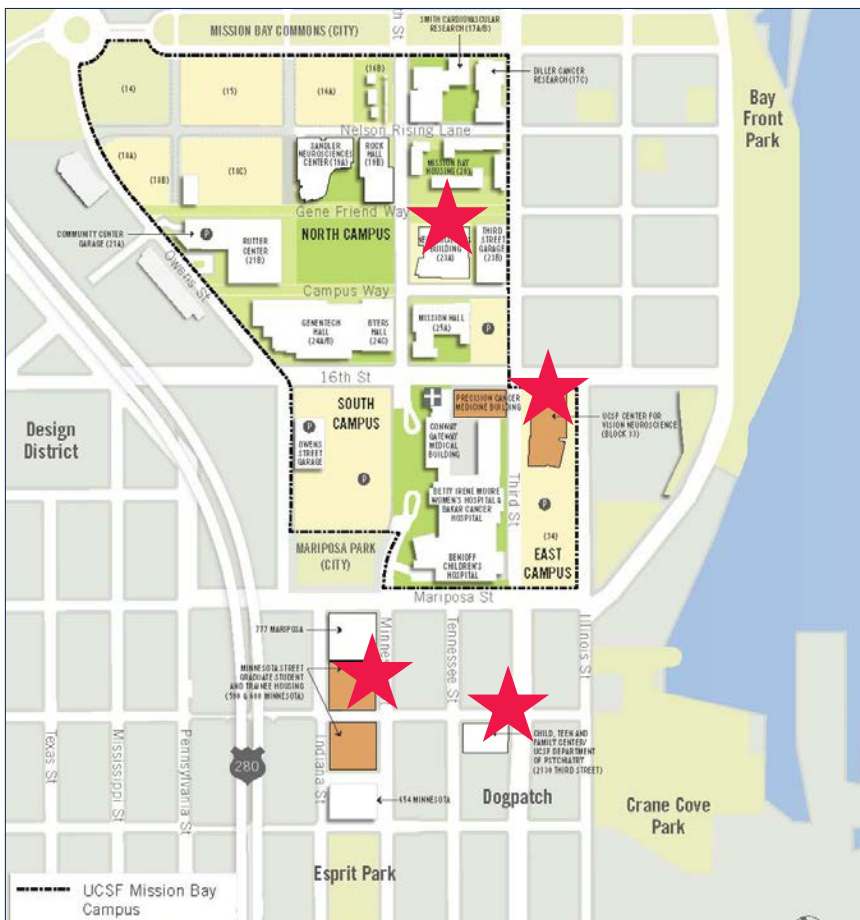 MISSION BAY COMMONS (CITY)
SMITH CARDIOVASCULAR
RESEARCH (17A/B)
DILLER CANCER
RESEARCH (17C)
Bay
Front
Park
(14)
(15)
(16A)
(16B)
Nelson Rising Lane
(18A)
(18B)
(18C)
SANDLER
NEUROSCIENCES
CENTER (19A)
ROCK
HALL
(19B)
MISSION BAY
HOUSING (20)
Gene Friend Way
COMMUNITY CENTER
GARAGE (21A)
P
RUTTER
CENTER
(21B)
NORTH CAMPUS
BUILDING
(23A)
THIRD
STREET
GARAGE
(23B)
Owens St
Campus Way
GENENTECH
HALL
(24A/B)
BYERS
HALL
(24C)
MISSION HALL
(25A)
P
16th St
Design
District
SOUTH
CAMPUS
P
OWENS
STREET
GARAGE
P
PRECISION CANCER
MEDICINE BUILDING
CONWAY
GATEWAY
MEDICAL
BUILDING
UCSF CENTER FOR
VISION NEUROSCIENCE
(BLOCK 33)
BETTY IRENE MOORE
WOMEN'S HOSPITAL &
BAKAR CANCER
HOSPITAL
Third St
P
(34)
EAST
CAMPUS
MARIPOSA PARK
(CITY)
BENIOFF
CHILDREN'S
HOSPITAL
Mariposa St
777 MARIPOSA
MINNESOTA STREET
GRADUATE STUDENT
AND TRAINEE HOUSING
(590 & 600 MINNESOTA)
Tennessee St
Illinois St
Texas St
Mississippi St
Pennsylvania St
280
Indiana St
CHILD, TEEN AND
FAMILY CENTER/
UCSF DEPARTMENT
OF PSYCHIATRY
(2130 THIRD STREET)
654 MINNESOTA
Dogpatch
Crane Cove
Park
Esprit Park
UCSF Mission Bay
Campus